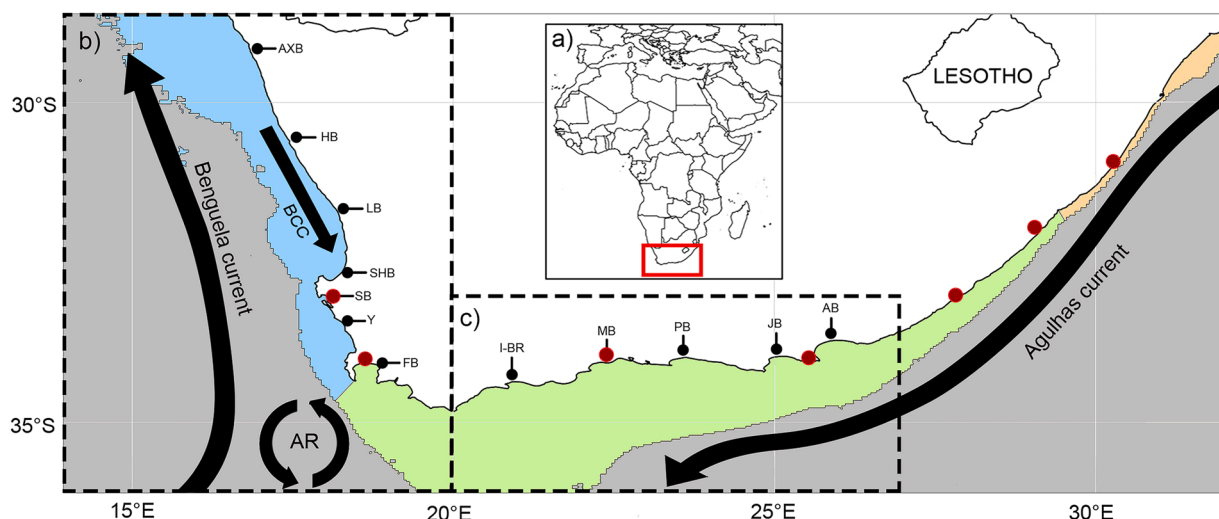 b)
AXB
a)
LESOTHO
30°S
HB
Benguela current
BCC
LB
SHB
SB
Y
FB
c)
MB
PB
JB
AB
I-BR
Agulhas current
35°S
AR
15°E
20°E
25°E
30°E